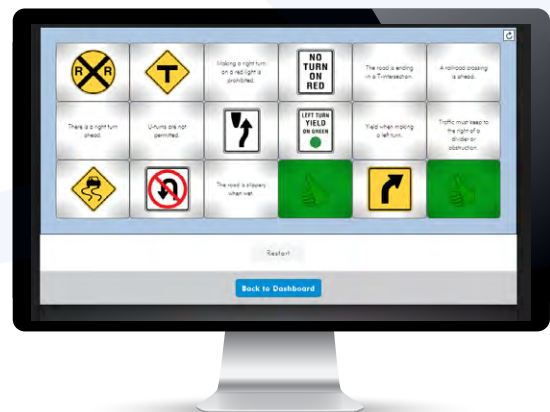 R R
Making a right turn
on a red light is
prohibited.
NO
TURN
ON
RED
The road is ending
in a T-intersection.
A railroad crossing
is ahead.
There is a right turn
ahead.
U-turns are not
permitted.
LEFT TURN
YIELD
ON GREEN
Yield when making
a left turn.
Traffic must keep to
the right of a
divider or
obstruction.
The road is slippery
when wet.
Restart
Back to Dashboard